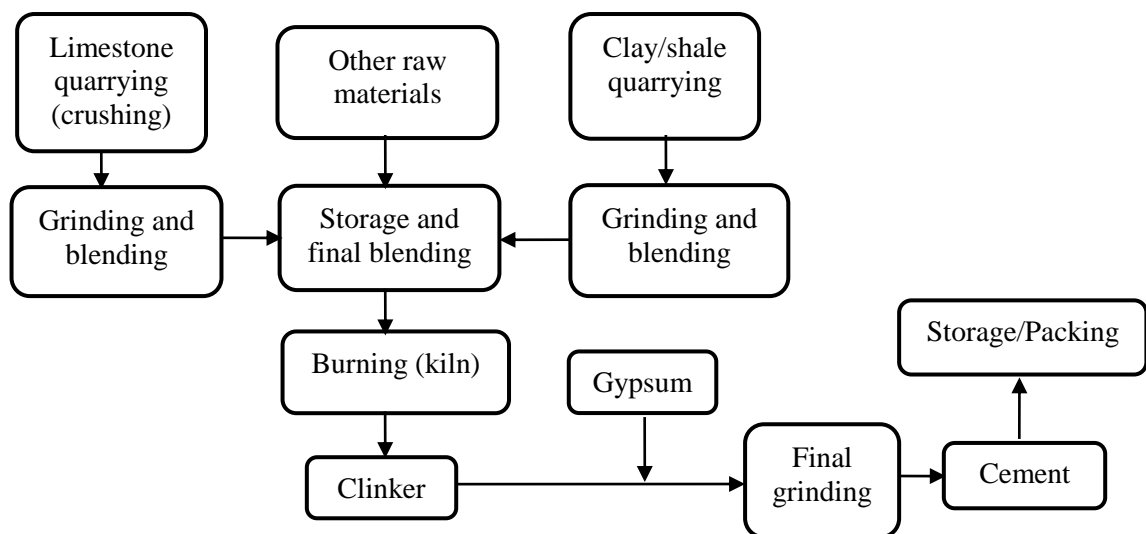 Limestone
quarrying
(crushing)
Other raw
materials
Clay/shale
quarrying
Grinding and
blending
Storage and
final blending
Grinding and
blending
Burning (kiln)
Gypsum
Storage/Packing
Clinker
Final
grinding
Cement